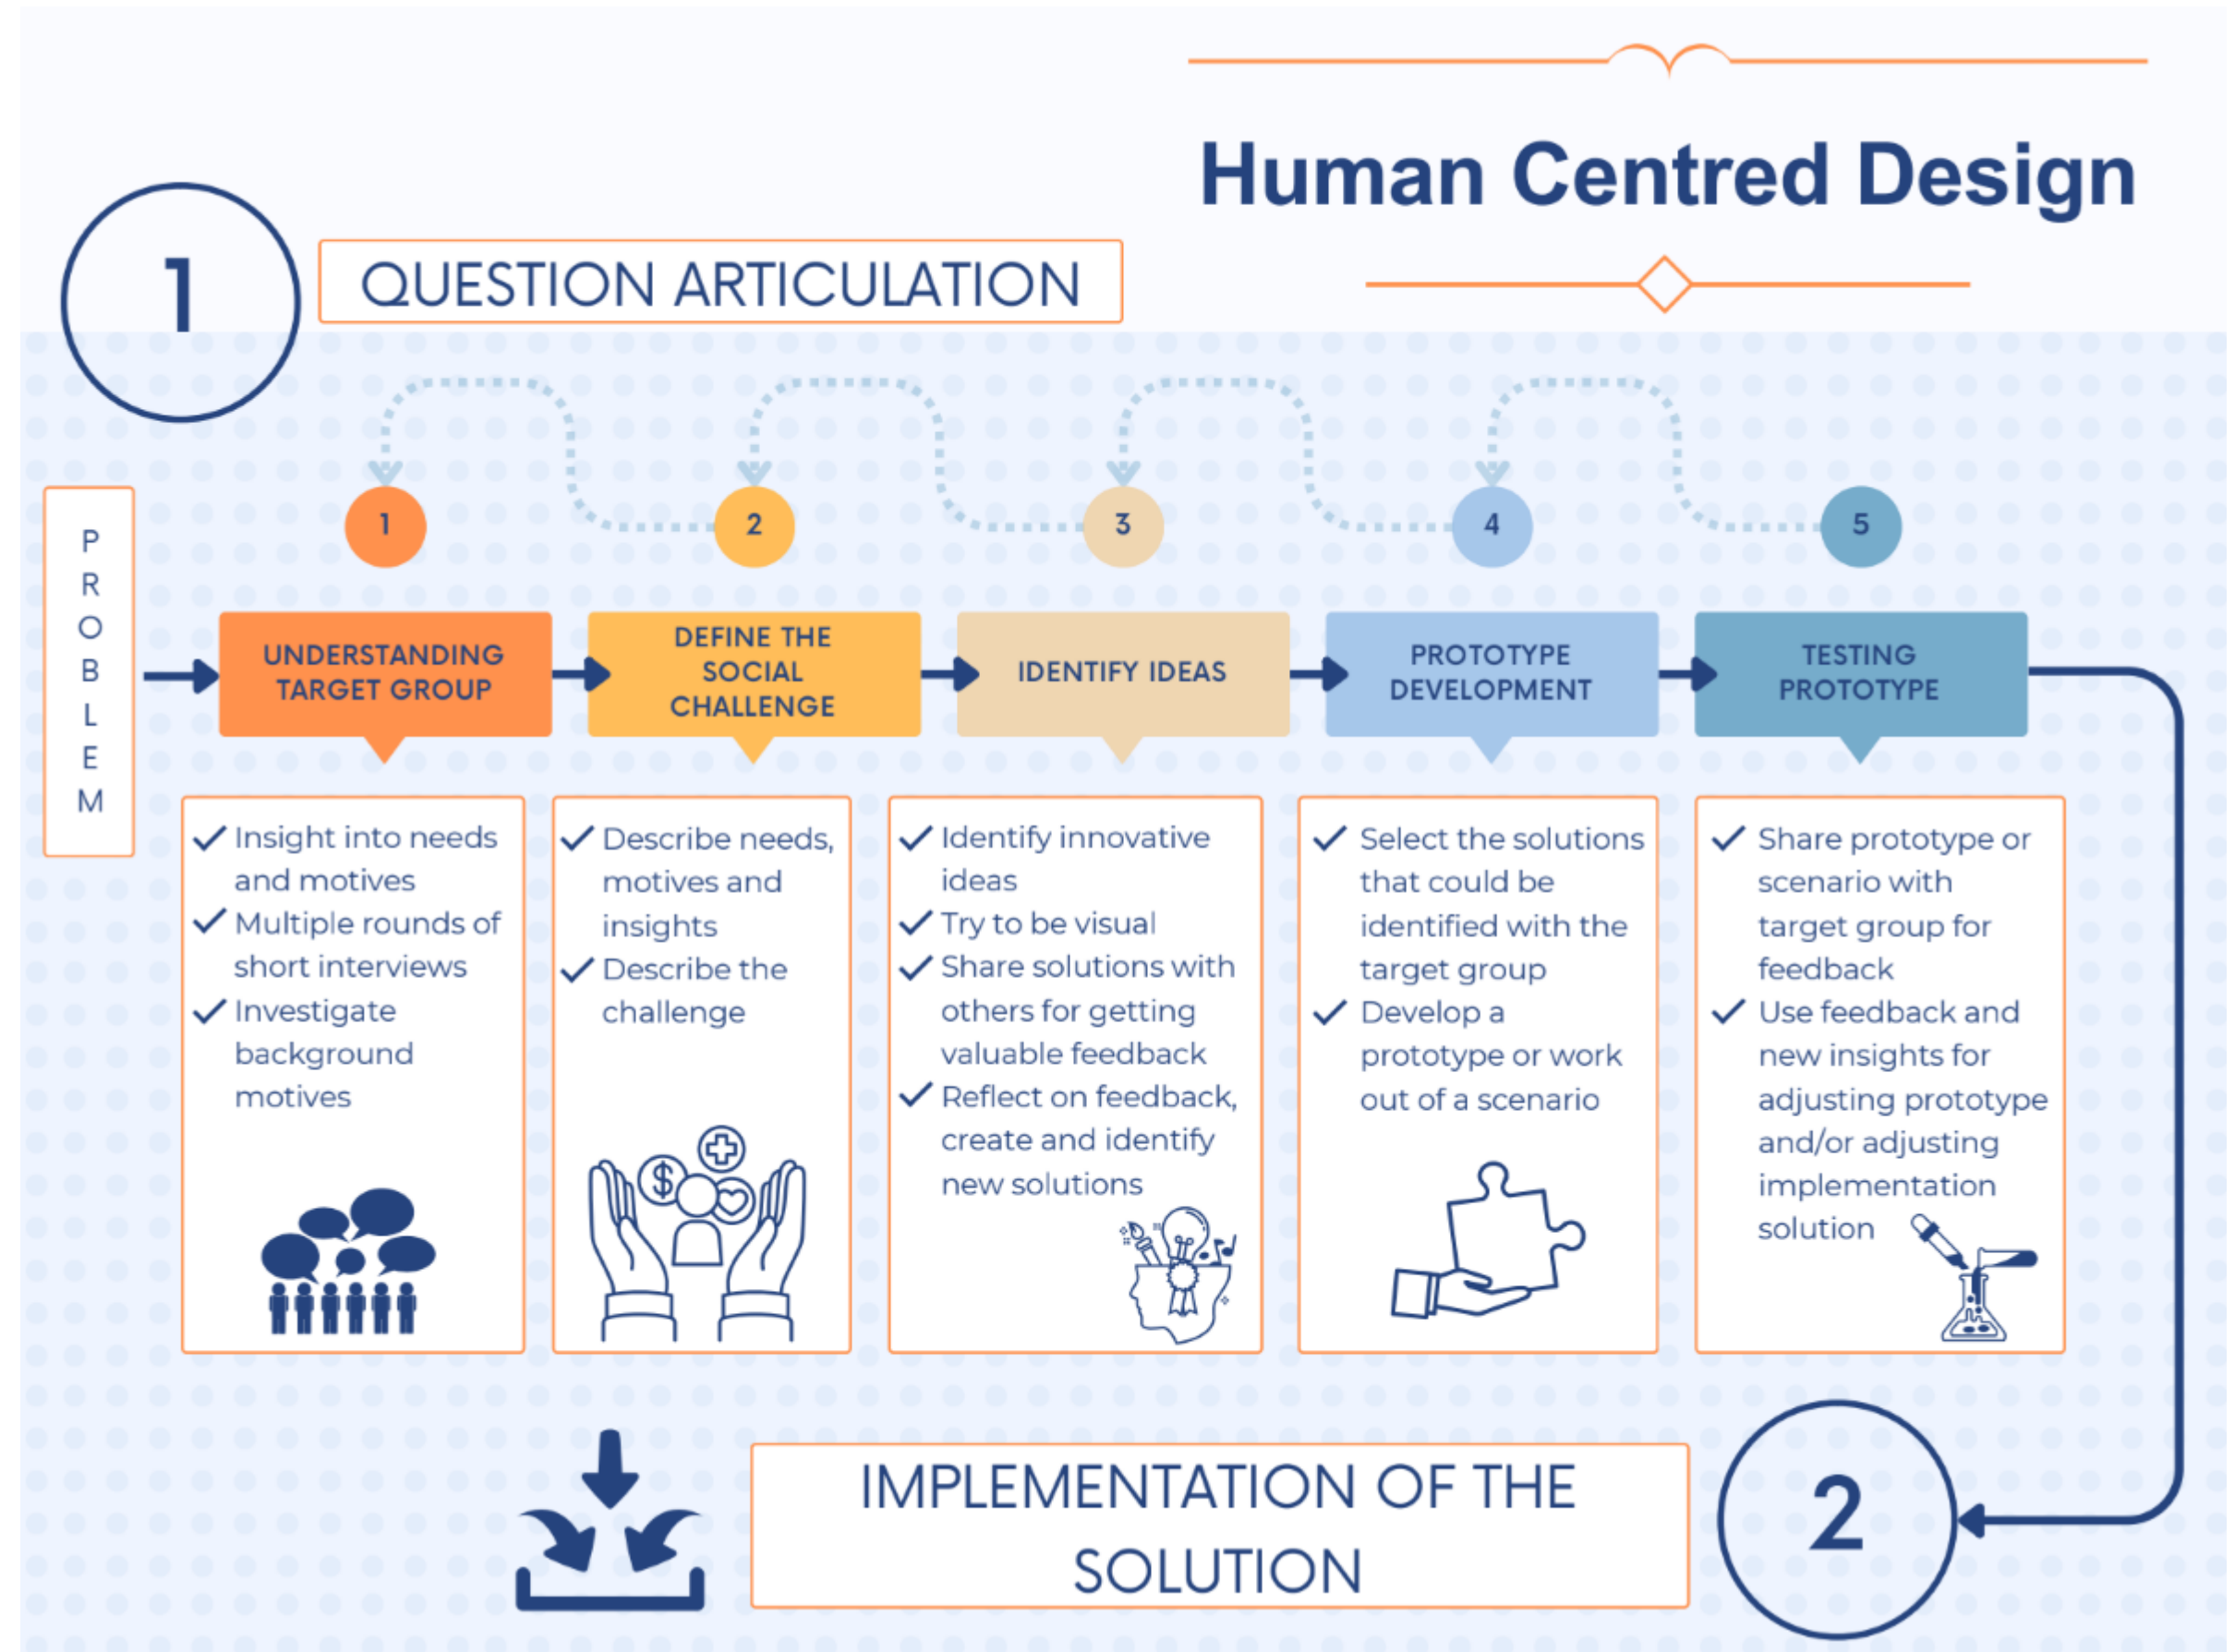 Human Centred Design
1
QUESTION ARTICULATION
P
R
O
B
L
E
M
1
2
3
4
5
UNDERSTANDING
TARGET GROUP
DEFINE THE
SOCIAL
CHALLENGE
IDENTIFY IDEAS
PROTOTYPE
DEVELOPMENT
TESTING
PROTOTYPE
Insight into needs
and motives
Multiple rounds of
short interviews
Investigate
background
motives
Describe needs,
motives and
insights
Describe the
challenge
$
Identify innovative
ideas
Try to be visual
Share solutions with
others for getting
valuable feedback
Reflect on feedback,
create and identify
new solutions
Select the solutions
that could be
identified with the
target group
Develop a
prototype or work
out of a scenario
Share prototype or
scenario with
target group for
feedback
Use feedback and
new insights for
adjusting prototype
and/or adjusting
implementation
solution
IMPLEMENTATION OF THE
SOLUTION
2